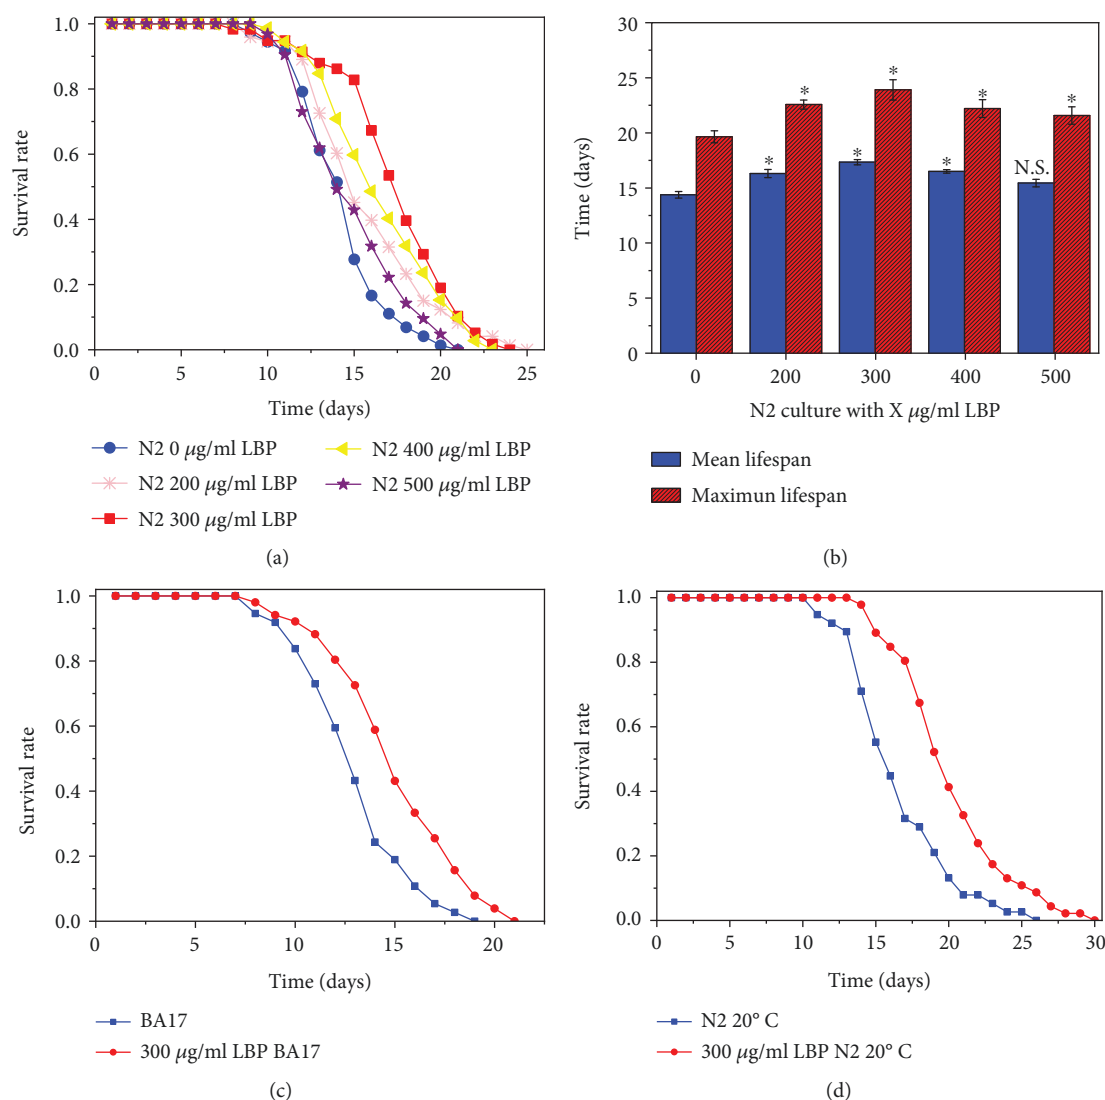 1.0
0.8
0.6
0.4
0.2
0.0
Survival rate
0 5 10 15 20 25
Time (days)
N2 0 μg/ml LBP
N2 200 μg/ml LBP
N2 300 μg/ml LBP
N2 400 μg/ml LBP
N2 500 μg/ml LBP
(a)
30
25
20
15
10
5
0
Time (days)
* * * * * * *
N.S.
0 200 300 400 500
N2 culture with X μg/ml LBP
Mean lifespan
Maximun lifespan
(b)
1.0
0.8
0.6
0.4
0.2
0.0
Survival rate
0 5 10 15 20
Time (days)
BA17
300 μg/ml LBP BA17
(c)
1.0
0.8
0.6
0.4
0.2
0.0
Survival rate
0 5 10 15 20 25 30
Time (days)
N2 20° C
300 μg/ml LBP N2 20° C
(d)